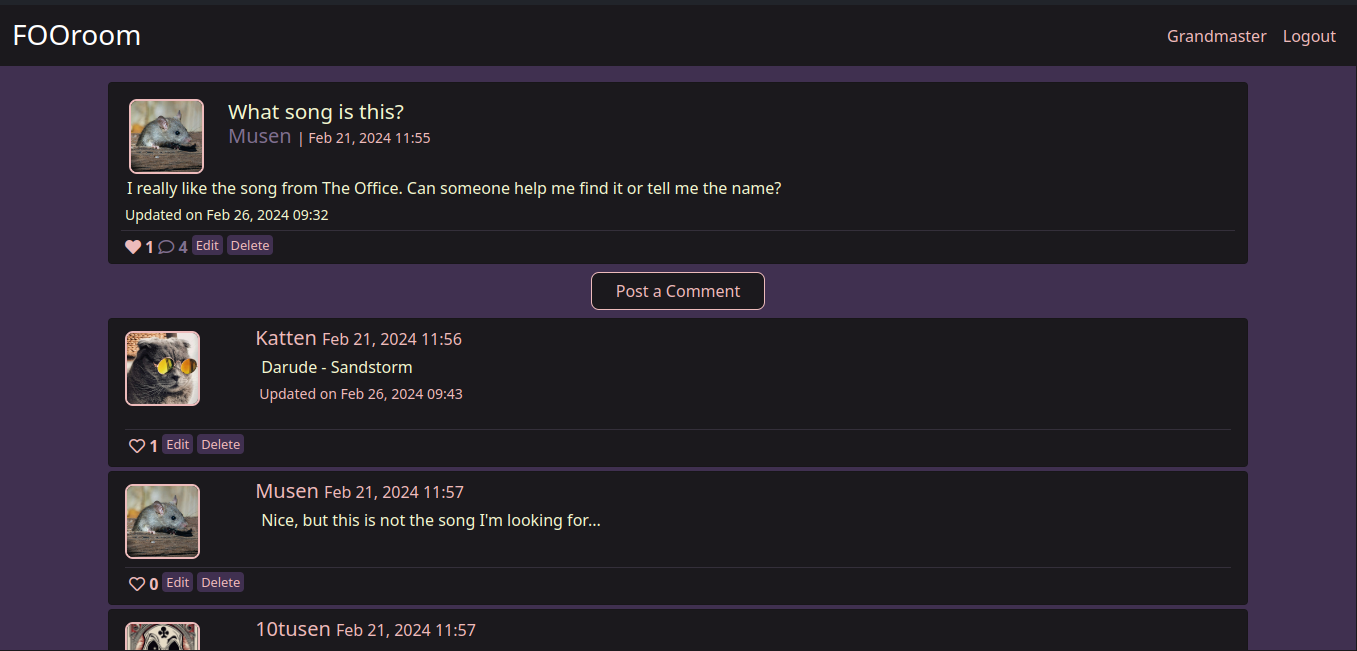 FOOroom
Grandmaster Logout
What song is this?
Musen | Feb 21, 2024 11:55
I really like the song from The Office. Can someone help me find it or tell me the name?
Updated on Feb 26, 2024 09:32
1 4 Edit Delete
Post a Comment
Katten Feb 21, 2024 11:56
Darude - Sandstorm
Updated on Feb 26, 2024 09:43
1 Edit Delete
Musen Feb 21, 2024 11:57
Nice, but this is not the song I'm looking for...
0 Edit Delete
10tusen Feb 21, 2024 11:57